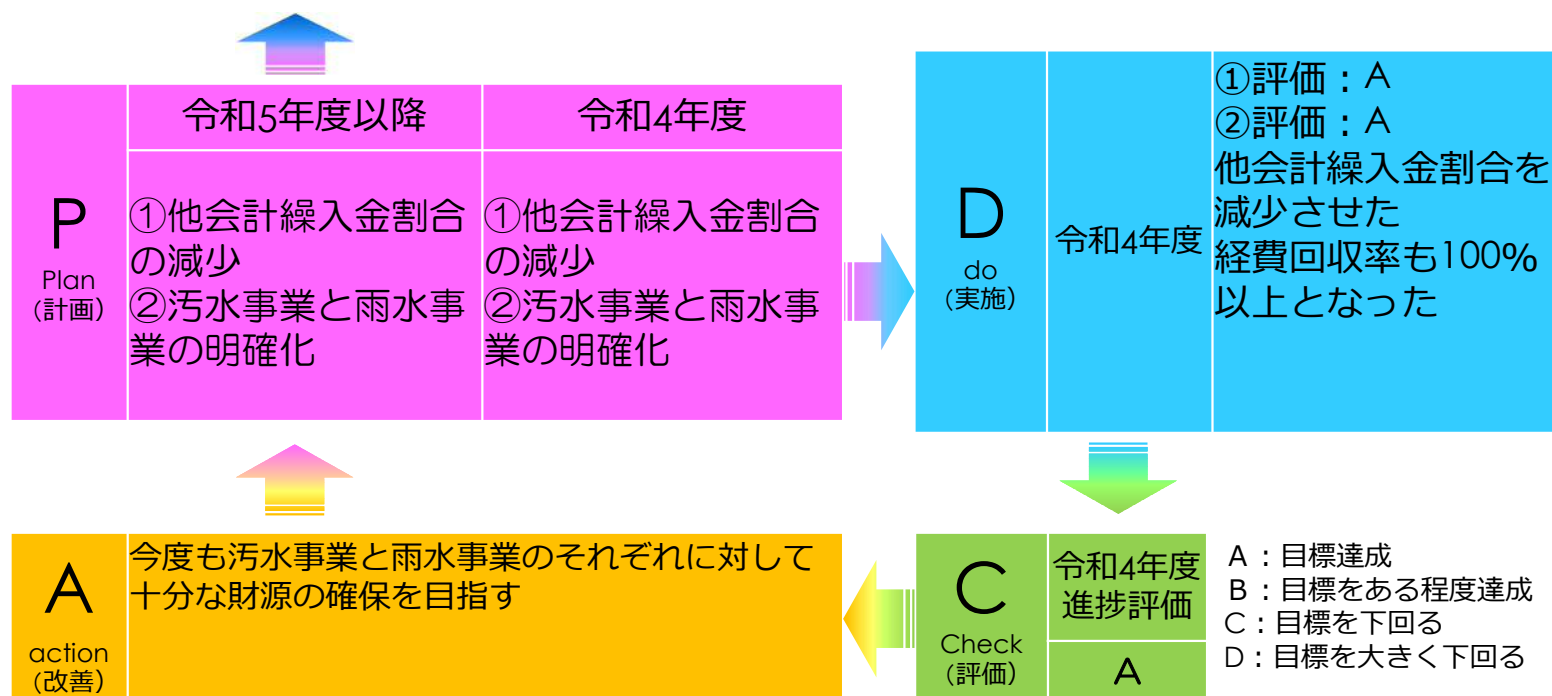 P
Plan
(計画)
令和5年度以降
①他会計繰入金割合
の減少
②汚水事業と雨水事
業の明確化
令和4年度
①他会計繰入金割合
の減少
②汚水事業と雨水事
業の明確化
D
do
(実施)
令和4年度
①評価：A
②評価：A
他会計繰入金割合を
減少させた
経費回収率も100%
以上となった
C
Check
(評価)
令和4年度
進捗評価
A
A：目標達成
B：目標をある程度達成
C：目標を下回る
D：目標を大きく下回る
A
action
(改善)
今度も汚水事業と雨水事業のそれぞれに対して
十分な財源の確保を目指す